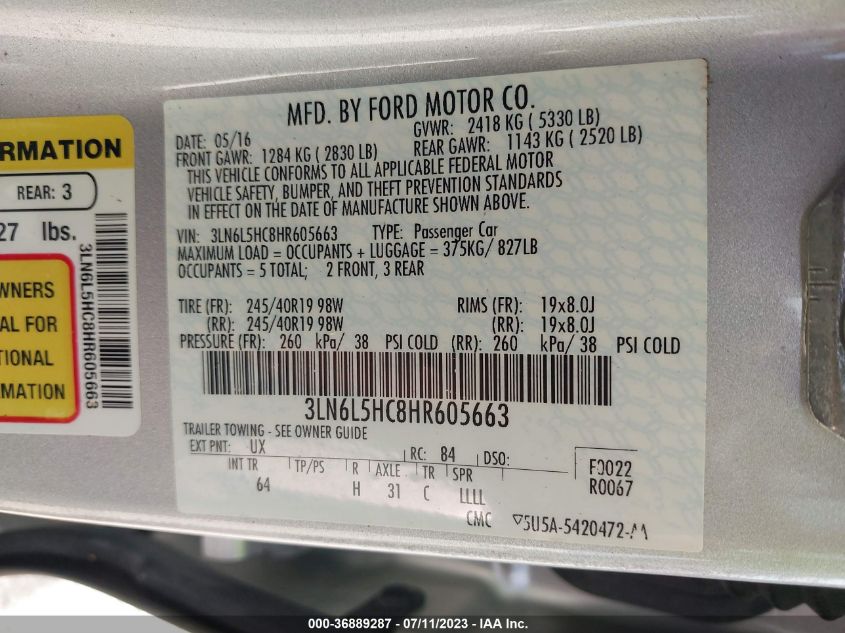 MFD. BY FORD MOTOR CO.
DATE: 05/16 GVWR: 2418 KG ( 5330 LB)
FRONT GAWR: 1284 KG ( 2830 LB) REAR GAWR: 1143 KG ( 2520 LB)
THIS VEHICLE CONFORMS TO ALL APPLICABLE FEDERAL MOTOR
VEHICLE SAFETY, BUMPER, AND THEFT PREVENTION STANDARDS
IN EFFECT ON THE DATE OF MANUFACTURE SHOWN ABOVE.
VIN: 3LN6L5HC8HR605663 TYPE: Passenger Car
MAXIMUM LOAD = OCCUPANTS + LUGGAGE = 375KG/ 827LB
OCCUPANTS = 5 TOTAL; 2 FRONT, 3 REAR
TIRE (FR): 245/40R19 98W RIMS (FR): 19x8.0J
(RR): 245/40R19 98W (RR): 19x8.0J
PRESSURE (FR): 260 kPa/ 38 PSI COLD (RR): 260 kPa/ 38 PSI COLD
3LN6L5HC8HR605663
TRAILER TOWING - SEE OWNER GUIDE
EXT PNT: UX RC: 84 DSO:
INT TR TP/PS R AXLE TR SPR
64 H 31 C LLLL
F0022
R0067
CMC 5U5A-5420472-AA
RMATION
REAR: 3
27 lbs.
3LN6L5HC8HR605663
WNERS
AL FOR
TIONAL
RMATION
000-36889287 - 07/11/2023 - IAA Inc.